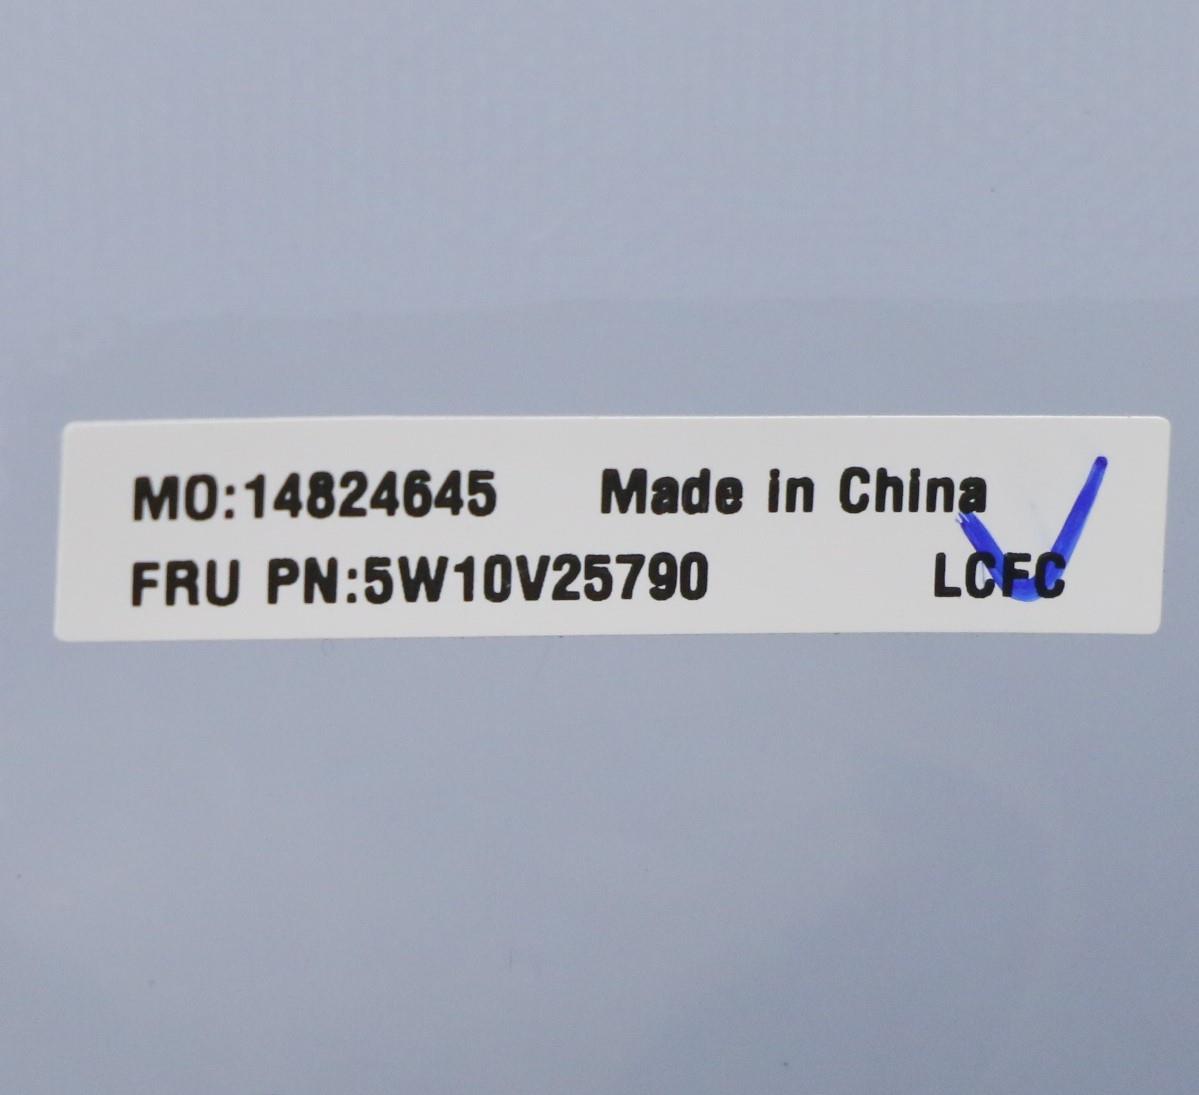 MO:14824645 Made in China
FRU PN:5W10V25790 LCFC